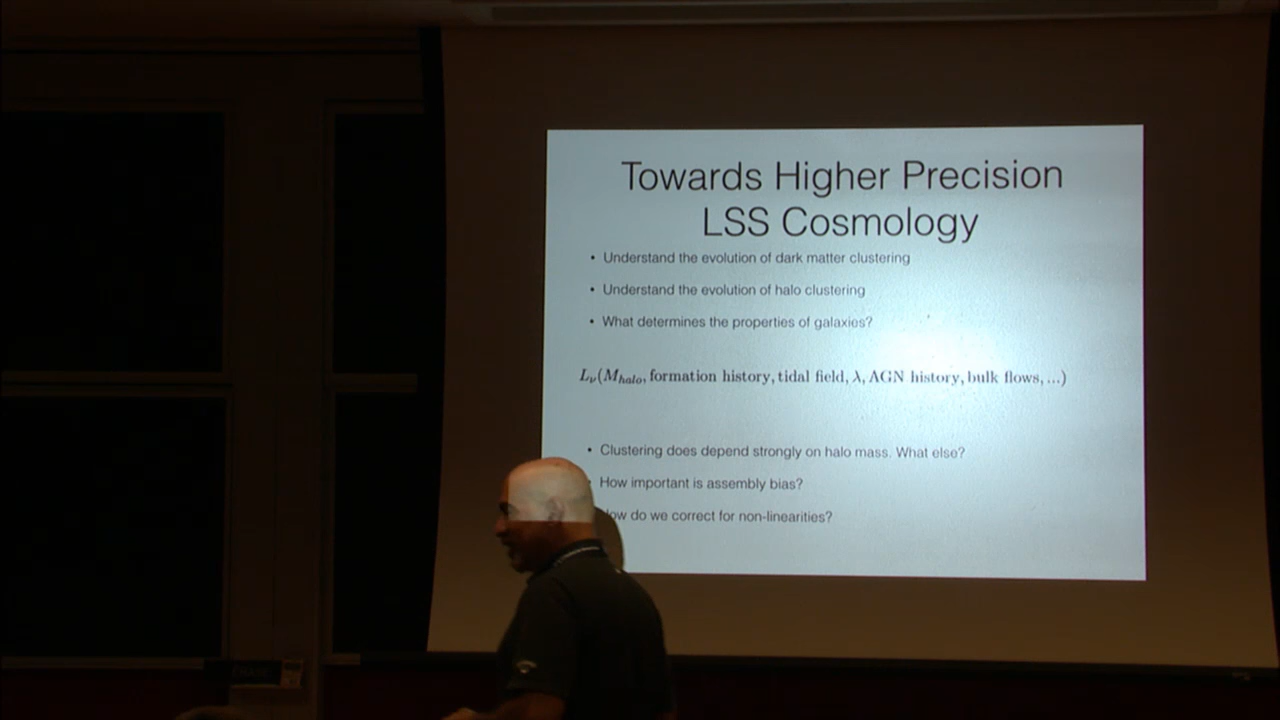 Towards Higher Precision
LSS Cosmology
• Understand the evolution of dark matter clustering
• Understand the evolution of halo clustering
• What determines the properties of galaxies?
L_ν(M_halo, formation history, tidal field, λ, AGN history, bulk flows, ...)
• Clustering does depend strongly on halo mass. What else?
• How important is assembly bias?
do we correct for non-linearities?